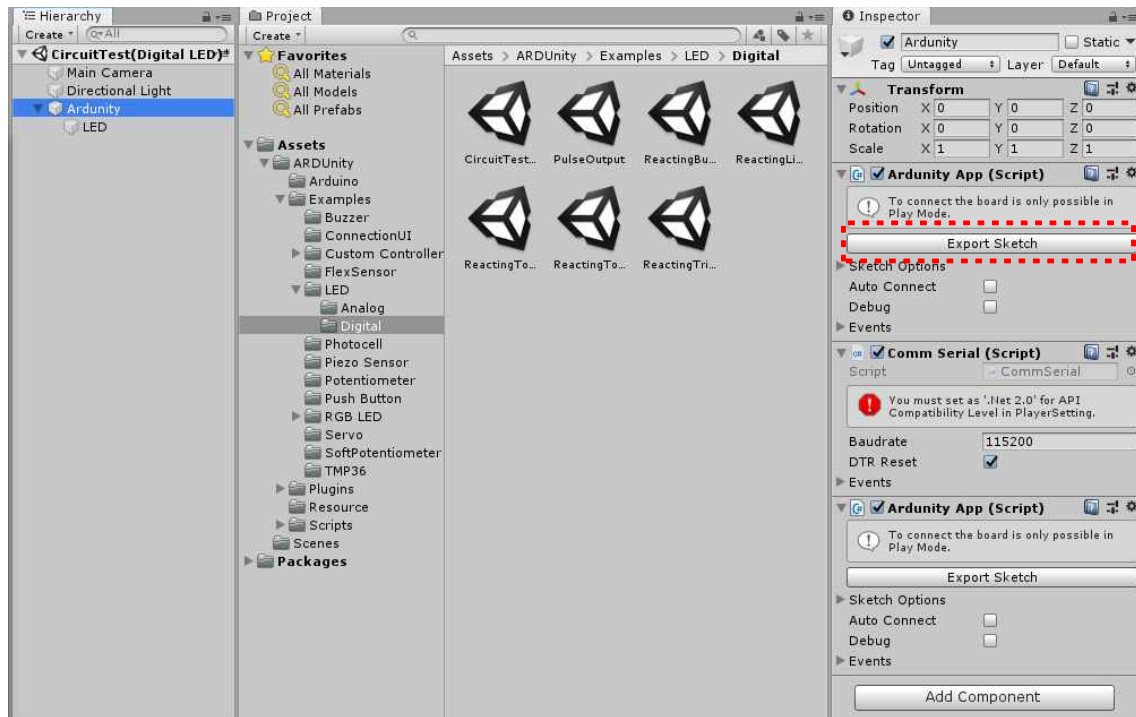 Hierarchy
Create
All
CircuitTest(Digital LED)*
Main Camera
Directional Light
Ardunity
LED
Project
Create
Favorites
All Materials
All Models
All Prefabs
Assets
ARDUnity
Arduino
Examples
Buzzer
ConnectionUI
Custom Controller
FlexSensor
LED
Analog
Digital
Photocell
Piezo Sensor
Potentiometer
Push Button
RGB LED
Servo
SoftPotentiometer
TMP36
Plugins
Resource
Scripts
Scenes
Packages
Assets > ARDUnity > Examples > LED > Digital
CircuitTest... PulseOutput ReactingBu... ReactingLi...
ReactingTo... ReactingTo... ReactingTri...
Inspector
Ardunity Static
Tag Untagged Layer Default
Transform
Position X 0 Y 0 Z 0
Rotation X 0 Y 0 Z 0
Scale X 1 Y 1 Z 1
Ardunity App (Script)
To connect the board is only possible in
Play Mode.
Export Sketch
Sketch Options
Auto Connect
Debug
Events
Comm Serial (Script)
Script CommSerial
You must set as '.Net 2.0' for API
Compatibility Level in PlayerSetting.
Baudrate 115200
DTR Reset
Events
Ardunity App (Script)
To connect the board is only possible in
Play Mode.
Export Sketch
Sketch Options
Auto Connect
Debug
Events
Add Component